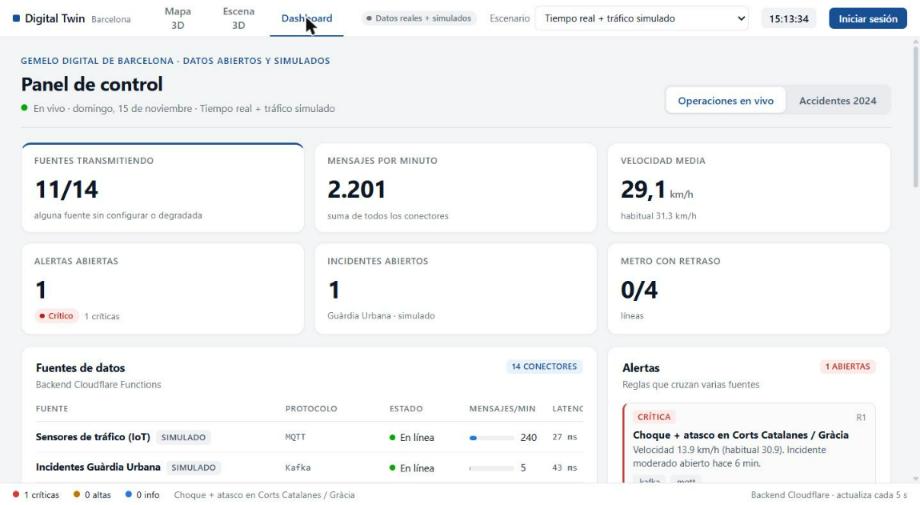 Digital Twin Barcelona
Mapa 3D
Escena 3D
Dashboard
Datos reales + simulados
Escenario
Tiempo real + tráfico simulado
15:13:34
Iniciar sesión
GEMELO DIGITAL DE BARCELONA · DATOS ABIERTOS Y SIMULADOS
Panel de control
En vivo · domingo, 15 de noviembre · Tiempo real + tráfico simulado
Operaciones en vivo
Accidentes 2024
FUENTES TRANSMITIENDO
11/14
alguna fuente sin configurar o degradada
MENSAJES POR MINUTO
2.201
suma de todos los conectores
VELOCIDAD MEDIA
29,1 km/h
habitual 31.3 km/h
ALERTAS ABIERTAS
1
Crítico 1 críticas
INCIDENTES ABIERTOS
1
Guàrdia Urbana · simulado
METRO CON RETRASO
0/4
líneas
Fuentes de datos
14 CONECTORES
Backend Cloudflare Functions
FUENTE PROTOCOLO ESTADO MENSAJES/MIN LATENC
Sensores de tráfico (IoT) SIMULADO MQTT En línea 240 27 ms
Incidentes Guàrdia Urbana SIMULADO Kafka En línea 5 43 ms
Alertas
1 ABIERTAS
Reglas que cruzan varias fuentes
CRÍTICA R1
Choque + atasco en Corts Catalanes / Gràcia
Velocidad 13.9 km/h (habitual 30.9). Incidente
moderado abierto hace 6 min.
kafka mqtt
1 críticas 0 altas 0 info Choque + atasco en Corts Catalanes / Gràcia
Backend Cloudflare · actualiza cada 5 s